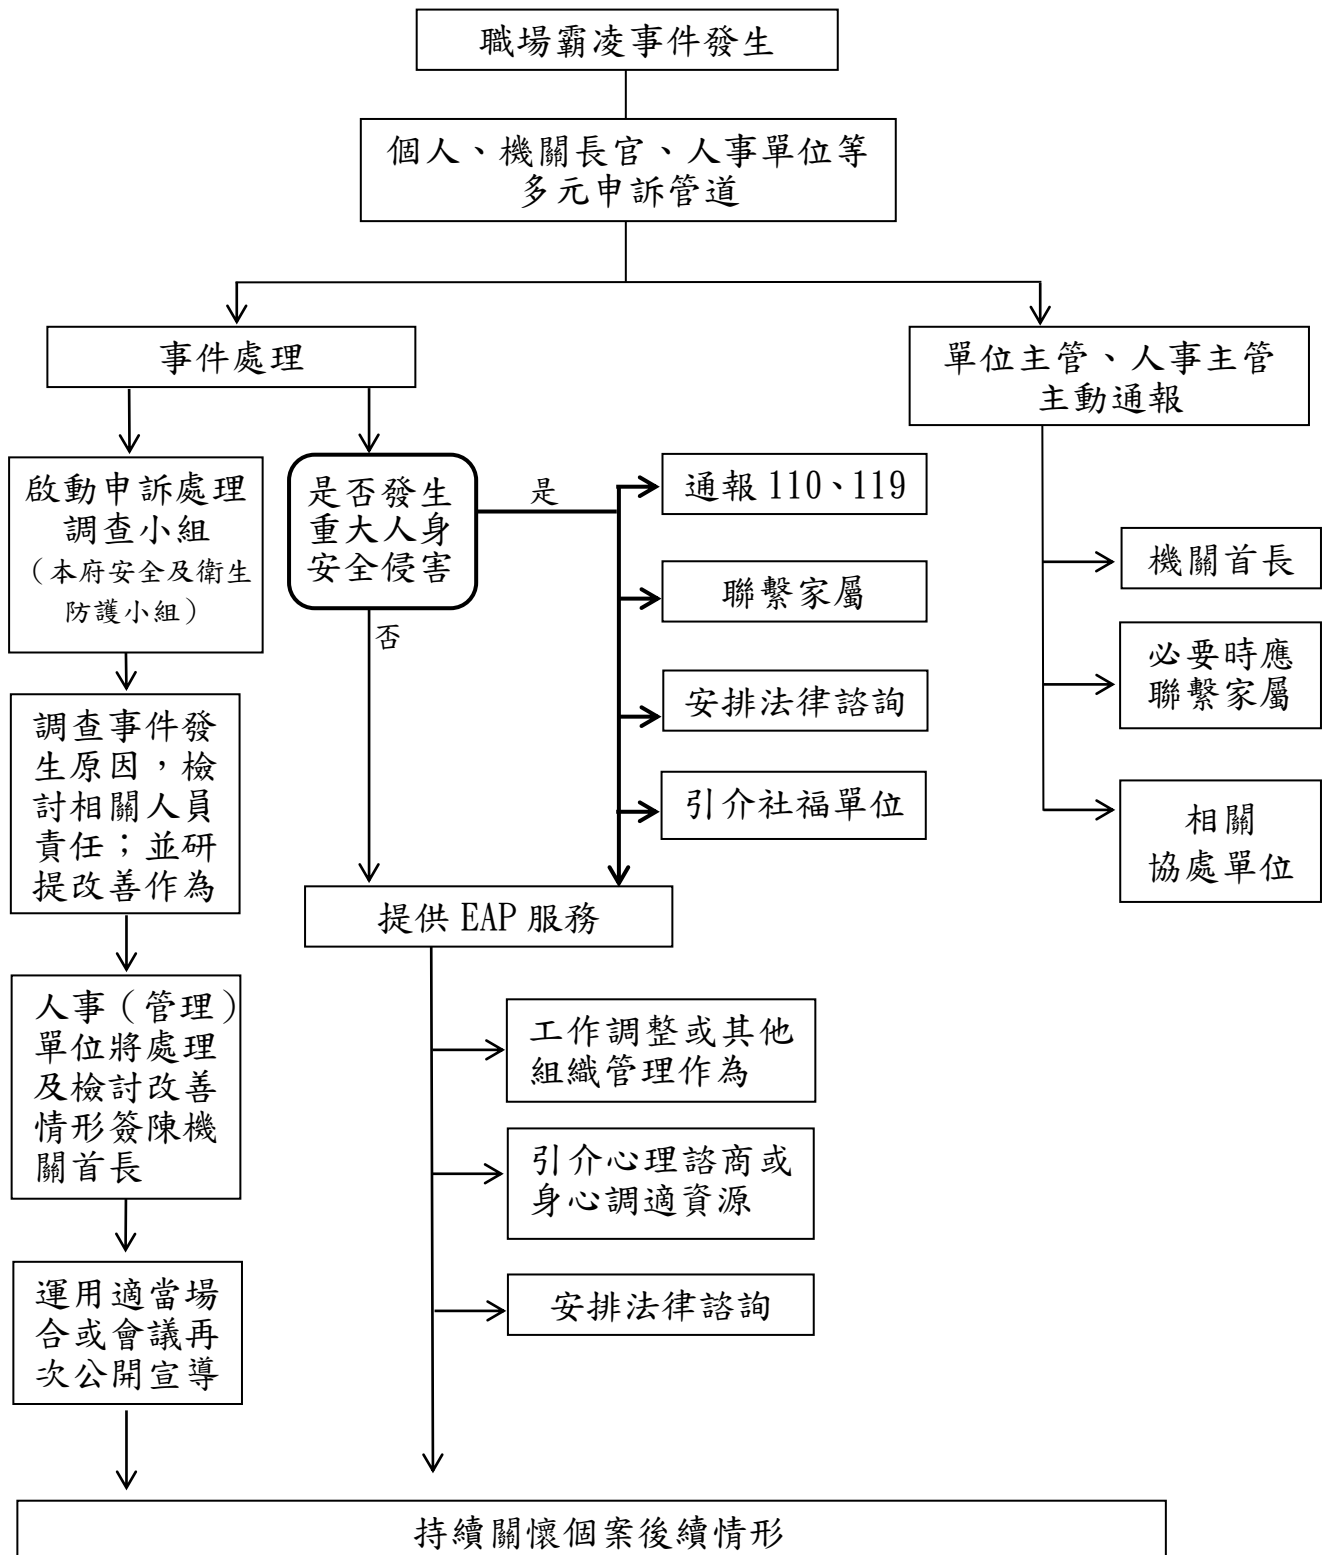 職場霸凌事件發生
個人、機關長官、人事單位等
多元申訴管道
事件處理
單位主管、人事主管
主動通報
啟動申訴處理
調查小組
（本府安全及衛生
防護小組）
是否發生
重大人身
安全侵害
是
否
通報 110、119
聯繫家屬
安排法律諮詢
引介社福單位
機關首長
必要時應
聯繫家屬
相關
協處單位
調查事件發
生原因，檢
討相關人員
責任；並研
提改善作為
提供 EAP 服務
人事（管理）
單位將處理
及檢討改善
情形簽陳機
關首長
工作調整或其他
組織管理作為
引介心理諮商或
身心調適資源
安排法律諮詢
運用適當場
合或會議再
次公開宣導
持續關懷個案後續情形